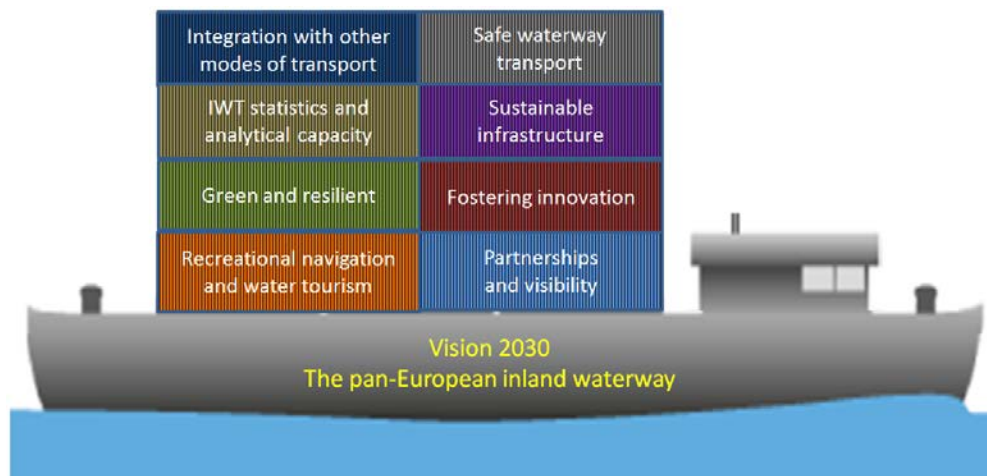 Integration with other
modes of transport
Safe waterway
transport
IWT statistics and
analytical capacity
Sustainable
infrastructure
Green and resilient
Fostering innovation
Recreational navigation
and water tourism
Partnerships
and visibility
Vision 2030
The pan-European inland waterway